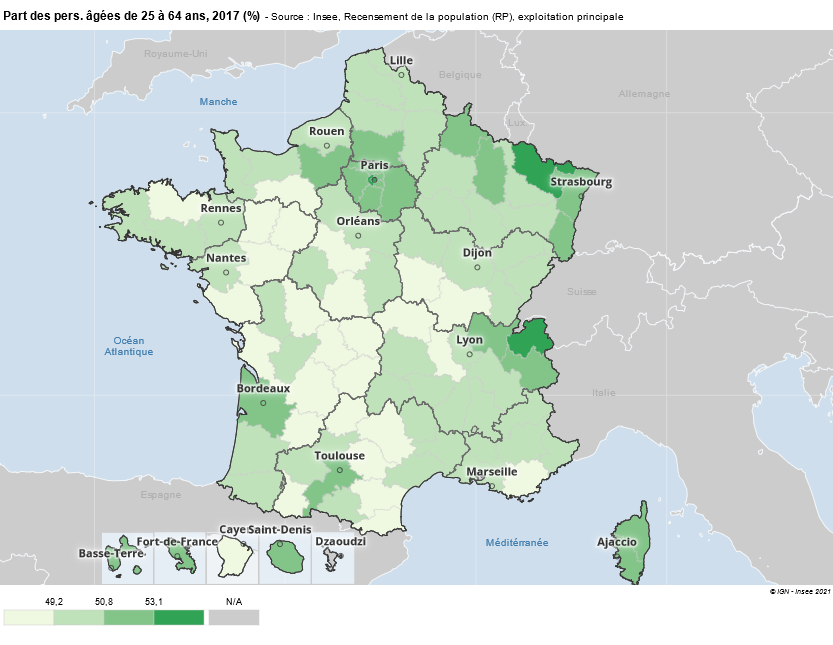 Part des pers. âgées de 25 à 64 ans, 2017 (%) - Source : Insee, Recensement de la population (RP), exploitation principale
Royaume-Uni
Lille
Belgique
Allemagne
Manche
Lux
Rouen
Paris
Strasbourg
Rennes
Orléans
Dijon
Nantes
Suisse
Océan
Atlantique
Lyon
Bordeaux
Italie
Toulouse
Marseille
Espagne
Caye
Saint-Denis
Fort-de-France
Dzaoudzi
Basse-Terre
Méditérranée
Ajaccio
© IGN - Insee 2021
49,2 50,8 53,1 N/A